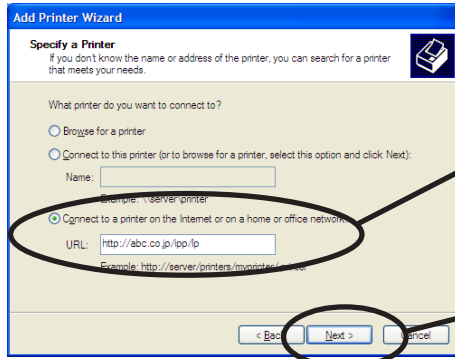 Add Printer Wizard
Specify a Printer
If you don't know the name or address of the printer, you can search for a printer
that meets your needs.
What printer do you want to connect to?
Browse for a printer
Connect to this printer (or to browse for a printer, select this option and click Next):
Name:
Example: \\server\printer
Connect to a printer on the Internet or on a home or office network:
URL: http://abc.co.jp/ipp/lp
Example: http://server/printers/myprinter/.printer
< Back Next > Cancel